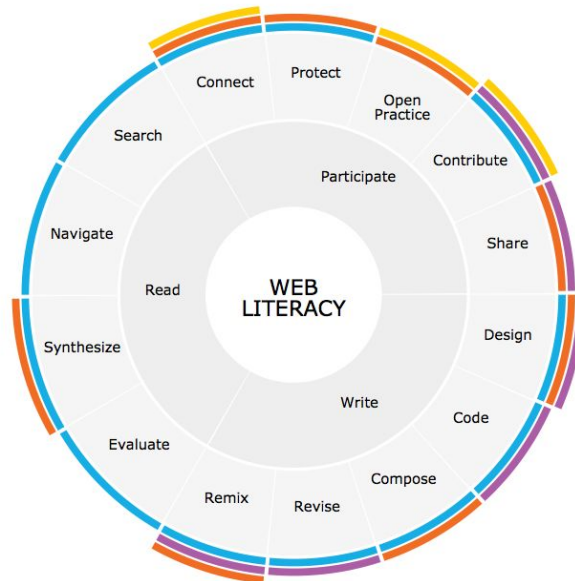 Connect
Protect
Open
Practice
Contribute
Share
Design
Code
Compose
Revise
Remix
Evaluate
Synthesize
Navigate
Search
Participate
Write
Read
WEB
LITERACY